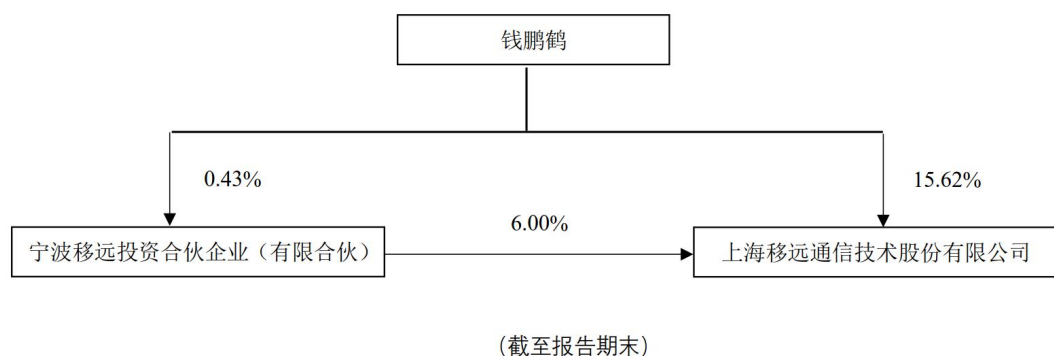 钱鹏鹤
0.43%
15.62%
6.00%
宁波移远投资合伙企业（有限合伙）
上海移远通信技术股份有限公司
（截至报告期末）